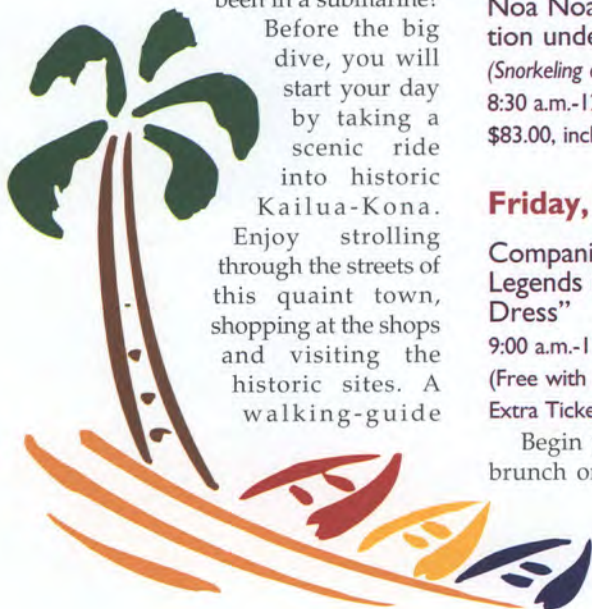 been in a submarine?
Before the big
dive, you will
start your day
by taking a
scenic ride
into historic
Kailua-Kona.
Enjoy strolling
through the streets of
this quaint town,
shopping at the shops
and visiting the
historic sites. A
walking-guide
Noa Noa
tion unde
(Snorkeling
8:30 a.m.-1
$83.00, incl
Friday,
Compani
Legends
Dress”
9:00 a.m.-1
(Free with
Extra Ticke
Begin
brunch o